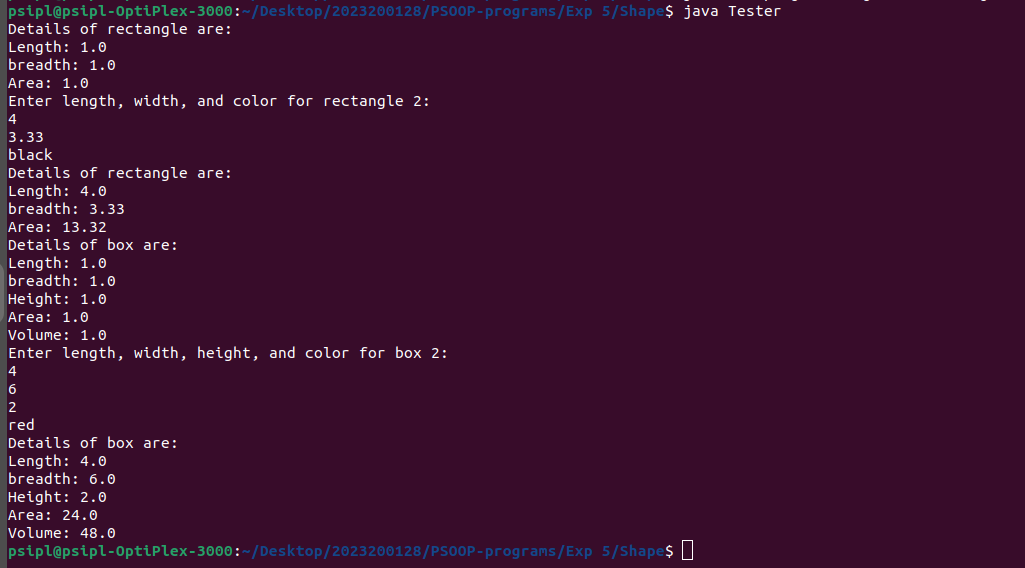 psipl@psipl-OptiPlex-3000:~/Desktop/2023200128/PSOOP-programs/Exp 5/Shape$ java Tester
Details of rectangle are:
Length: 1.0
breadth: 1.0
Area: 1.0
Enter length, width, and color for rectangle 2:
4
3.33
black
Details of rectangle are:
Length: 4.0
breadth: 3.33
Area: 13.32
Details of box are:
Length: 1.0
breadth: 1.0
Height: 1.0
Area: 1.0
Volume: 1.0
Enter length, width, height, and color for box 2:
4
6
2
red
Details of box are:
Length: 4.0
breadth: 6.0
Height: 2.0
Area: 24.0
Volume: 48.0
psipl@psipl-OptiPlex-3000:~/Desktop/2023200128/PSOOP-programs/Exp 5/Shape$